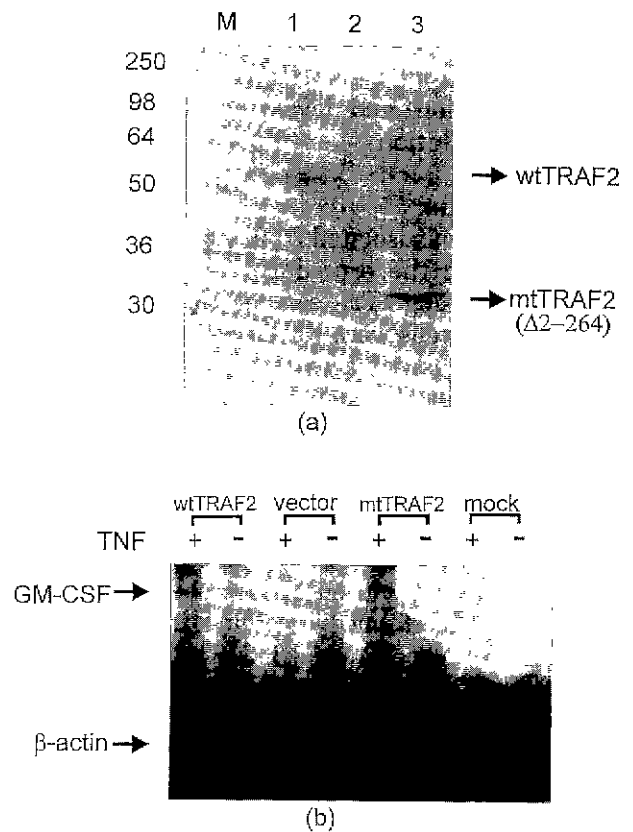 M 1 2 3
250
98
64
50
36
30
wtTRAF2
mtTRAF2
(Δ2–264)
(a)
wtTRAF2 vector mtTRAF2 mock
TNF + – + – + – + –
GM-CSF
β-actin
(b)